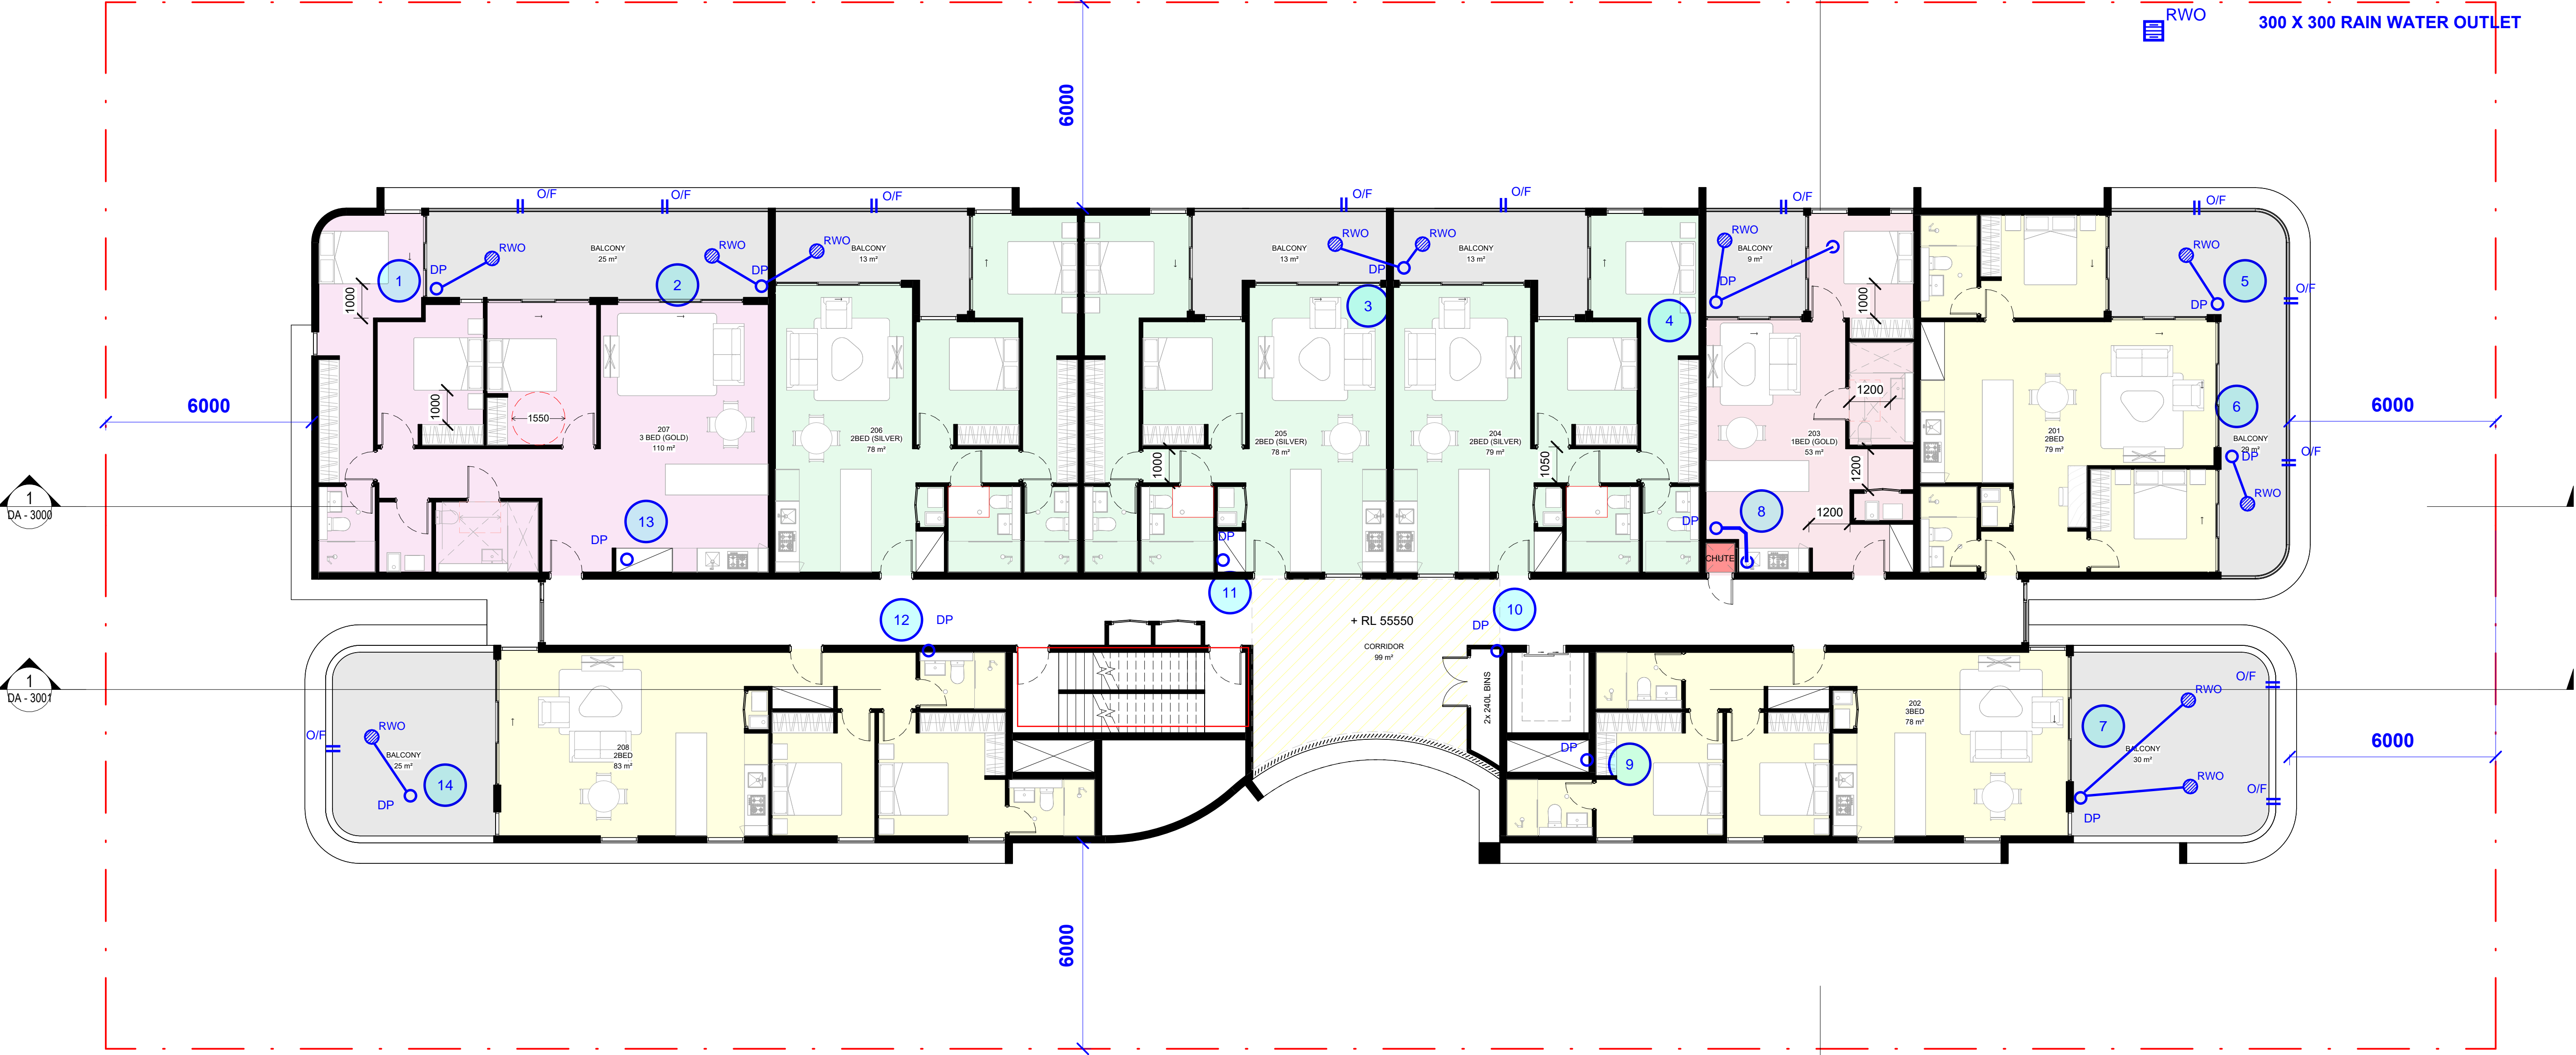 RWO
300 X 300 RAIN WATER OUTLET
6000
O/F
O/F
O/F
O/F
O/F
O/F
O/F
RWO
BALCONY
25 m²
RWO
RWO
BALCONY
13 m²
BALCONY
13 m²
RWO
RWO
BALCONY
13 m²
RWO
BALCONY
9 m²
RWO
DP
1
2
DP
DP
3
4
DP
DP
5
O/F
1000
1000
6000
1000
1550
207
3 BED (GOLD)
110 m²
206
2BED (SILVER)
78 m²
205
2BED (SILVER)
78 m²
204
2BED (SILVER)
79 m²
203
1BED (GOLD)
53 m²
1200
201
2BED
79 m²
6
6000
BALCONY
29 m²
O/F
DP
RWO
1000
1050
1200
1200
1
DA - 3000
13
DP
DP
DP
8
CHUTE
11
12
DP
10
DP
+ RL 55550
CORRIDOR
99 m²
1
DA - 3001
2x 240L BINS
202
3BED
78 m²
O/F
RWO
7
O/F
RWO
BALCONY
25 m²
DP
14
208
2BED
83 m²
DP
9
BALCONY
30 m²
RWO
O/F
DP
6000
6000